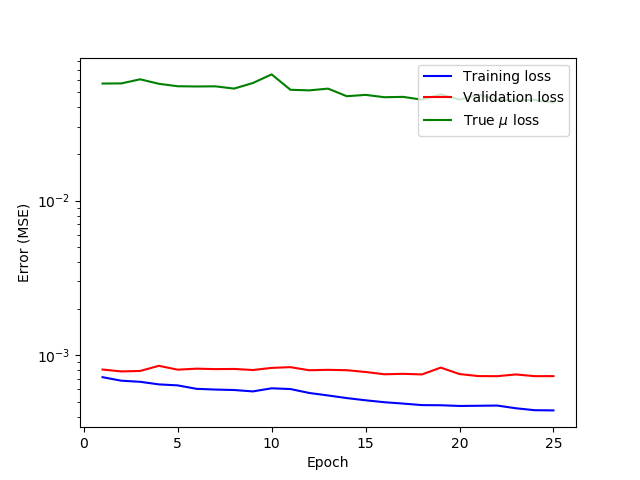 Training loss
Validation loss
True μ loss
Error (MSE)
10⁻²
10⁻³
0 5 10 15 20 25
Epoch